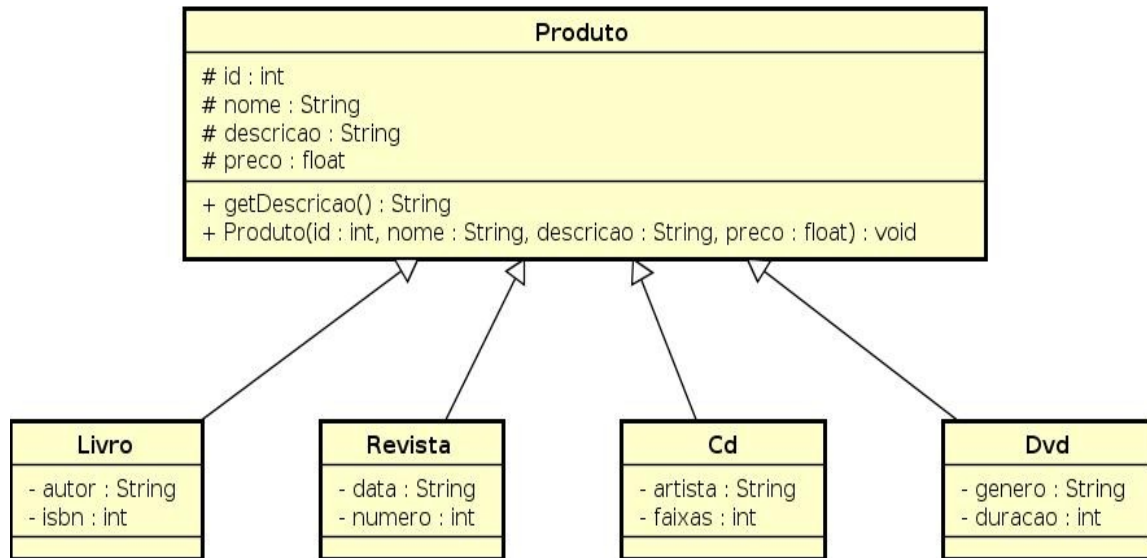 Produto
# id : int
# nome : String
# descricao : String
# preco : float
+ getDescricao() : String
+ Produto(id : int, nome : String, descricao : String, preco : float) : void
Livro
- autor : String
- isbn : int
Revista
- data : String
- numero : int
Cd
- artista : String
- faixas : int
Dvd
- genero : String
- duracao : int